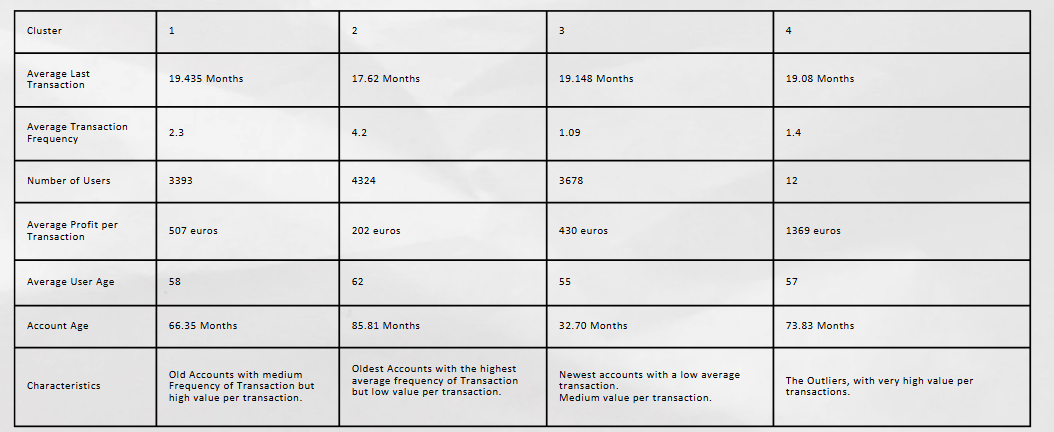 Cluster
1
2
3
4
Average Last
Transaction
19.435 Months
17.62 Months
19.148 Months
19.08 Months
Average Transaction
Frequency
2.3
4.2
1.09
1.4
Number of Users
3393
4324
3678
12
Average Profit per
Transaction
507 euros
202 euros
430 euros
1369 euros
Average User Age
58
62
55
57
Account Age
66.35 Months
85.81 Months
32.70 Months
73.83 Months
Characteristics
Old Accounts with medium
Frequency of Transaction but
high value per transaction.
Oldest Accounts with the highest
average frequency of Transaction
but low value per transaction.
Newest accounts with a low average
transaction.
Medium value per transaction.
The Outliers, with very high value per
transactions.